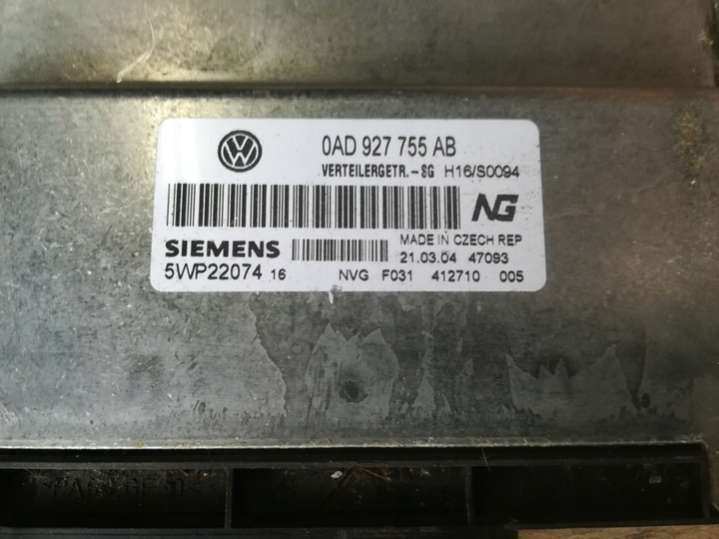 0AD 927 755 AB
VERTEILERGETR.-SG H16/S0094
NG
SIEMENS MADE IN CZECH REP
21.03.04 47093
5WP22074 16 NVG F031 412710 005